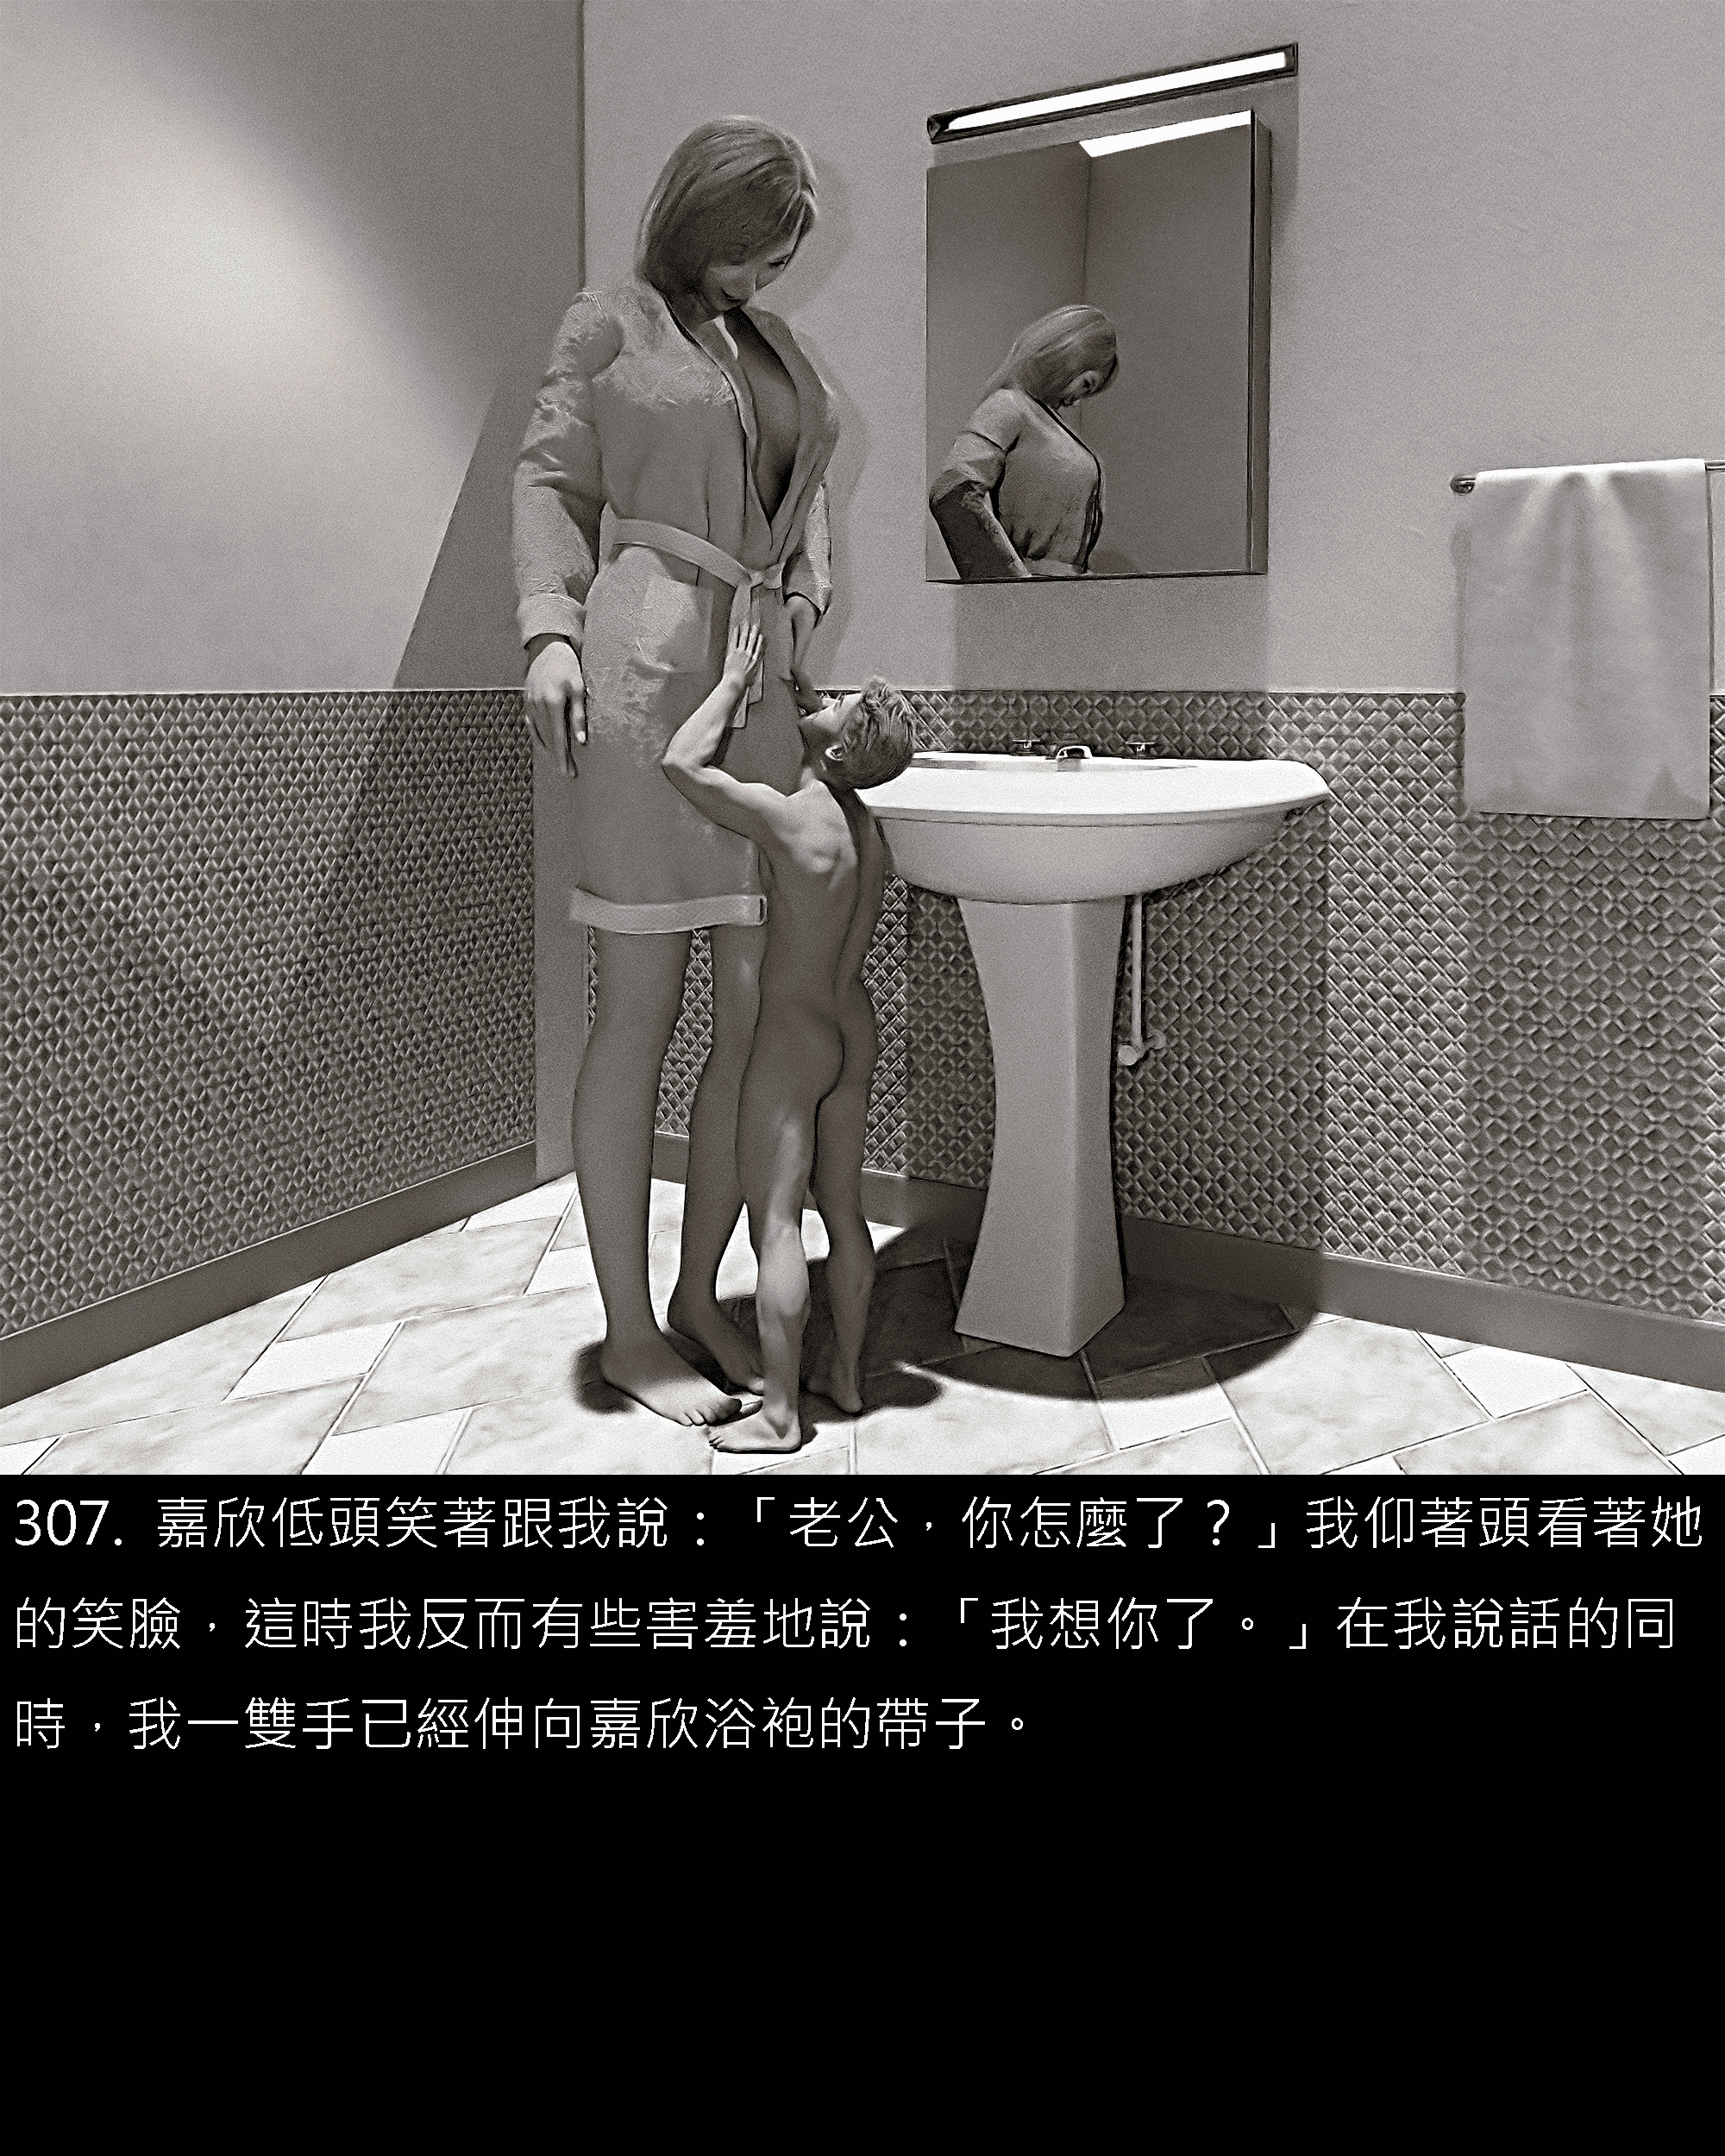 307. 嘉欣低頭笑著跟我說：「老公，你怎麼了？」我仰著頭看著她
的笑臉，這時我反而有些害羞地說：「我想你了。」在我說話的同
時，我一雙手已經伸向嘉欣浴袍的帶子。